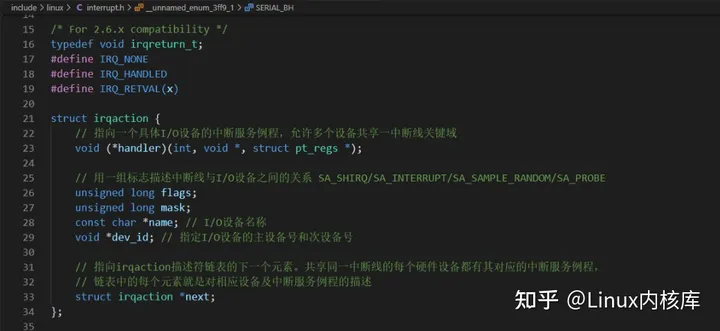 include > linux > C interrupt.h > __unnamed_enum_3ff9_1 > SERIAL_BH
14
15 /* For 2.6.x compatibility */
16 typedef void irqreturn_t;
17 #define IRQ_NONE
18 #define IRQ_HANDLED
19 #define IRQ_RETVAL(x)
20
21 struct irqaction {
22 // 指向一个具体I/O设备的中断服务例程，允许多个设备共享一中断线关键域
23 void (*handler)(int, void *, struct pt_regs *);
24
25 // 用一组标志描述中断线与I/O设备之间的关系 SA_SHIRQ/SA_INTERRUPT/SA_SAMPLE_RANDOM/SA_PROBE
26 unsigned long flags;
27 unsigned long mask;
28 const char *name; // I/O设备名称
29 void *dev_id; // 指定I/O设备的主设备号和次设备号
30
31 // 指向irqaction描述符链表的下一个元素。共享同一中断线的每个硬件设备都有其对应的中断服务例程，
32 // 链表中的每个元素就是对相应设备及中断服务例程的描述
33 struct irqaction *next;
34 };
35
知乎 @Linux内核库